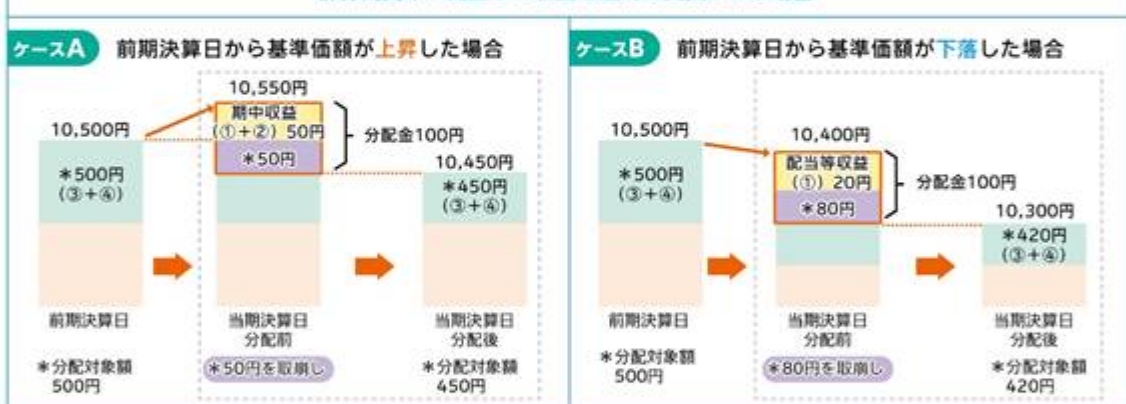 ケースA 前期決算日から基準価額が上昇した場合
10,550円
10,500円
期中収益
(①+②) 50円
分配金100円
*50円
10,450円
*500円
(③+④)
*450円
(③+④)
前期決算日
当期決算日
分配前
当期決算日
分配後
*分配対象額
500円
*50円を取崩し
*分配対象額
450円
ケースB 前期決算日から基準価額が下落した場合
10,500円
10,400円
配当等収益
(①) 20円
分配金100円
*80円
10,300円
*500円
(③+④)
*420円
(③+④)
前期決算日
当期決算日
分配前
当期決算日
分配後
*分配対象額
500円
*80円を取崩し
*分配対象額
420円